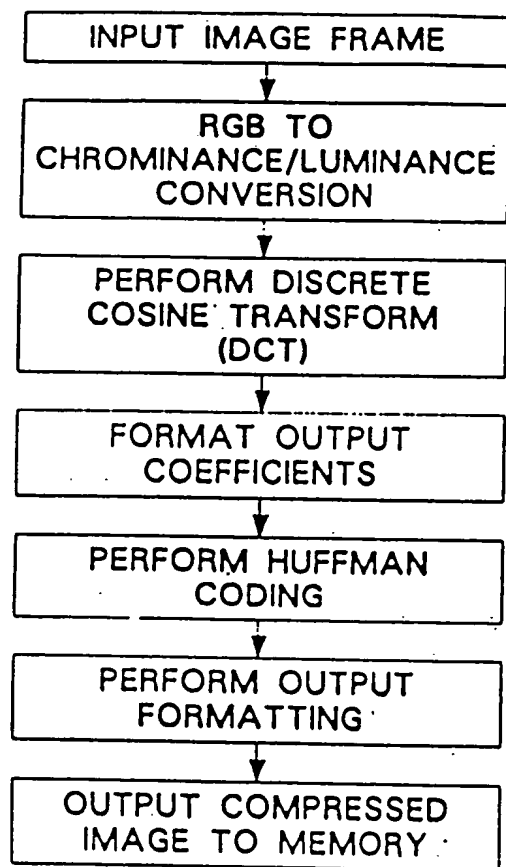 INPUT IMAGE FRAME
RGB TO
CHROMINANCE/LUMINANCE
CONVERSION
PERFORM DISCRETE
COSINE TRANSFORM
(DCT)
FORMAT OUTPUT
COEFFICIENTS
PERFORM HUFFMAN
CODING
PERFORM OUTPUT
FORMATTING
OUTPUT COMPRESSED
IMAGE TO MEMORY